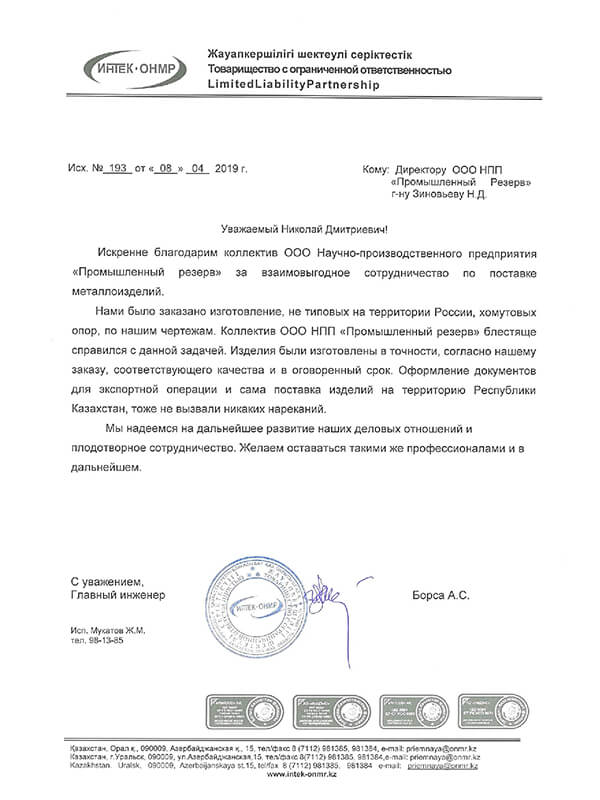 ИНТЕК-ОНМР
Жауапкершілігі шектеулі серіктестік
Товарищество с ограниченной ответственностью
LimitedLiabilityPartnership
Исх. № 193 от « 08 » 04 2019 г.
Кому: Директору ООО НПП
«Промышленный Резерв»
г-ну Зиновьеву Н.Д.
Уважаемый Николай Дмитриевич!
Искренне благодарим коллектив ООО Научно-производственного предприятия
«Промышленный резерв» за взаимовыгодное сотрудничество по поставке
металлоизделий.
Нами было заказано изготовление, не типовых на территории России, хомутовых
опор, по нашим чертежам. Коллектив ООО НПП «Промышленный резерв» блестяще
справился с данной задачей. Изделия были изготовлены в точности, согласно нашему
заказу, соответствующего качества и в оговоренный срок. Оформление документов
для экспортной операции и сама поставка изделий на территорию Республики
Казахстан, тоже не вызвали никаких нареканий.
Мы надеемся на дальнейшее развитие наших деловых отношений и
плодотворное сотрудничество. Желаем оставаться такими же профессионалами и в
дальнейшем.
С уважением,
Главный инженер
ИНТЕК-ОНМР
Борса А.С.
Исп. Мукатов Ж.М.
тел. 98-13-85
Казахстан, Орал қ., 090009, Азербайджанская к., 15, тел/факс 8 (7112) 981385, 981384, e-mail: priemnaya@onmr.kz
Казахстан, г.Уральск, 090009, ул.Азербайджанская,15, тел/факс 8 (7112) 981385, 981384, e-mail: priemnaya@onmr.kz
Kazakhstan. Uralsk, 090009, Azerbaijanskaya st.15, tel/fax 8 (7112) 981385, 981384 e-mail: priemnaya@onmr.kz
www.intek-onmr.kz